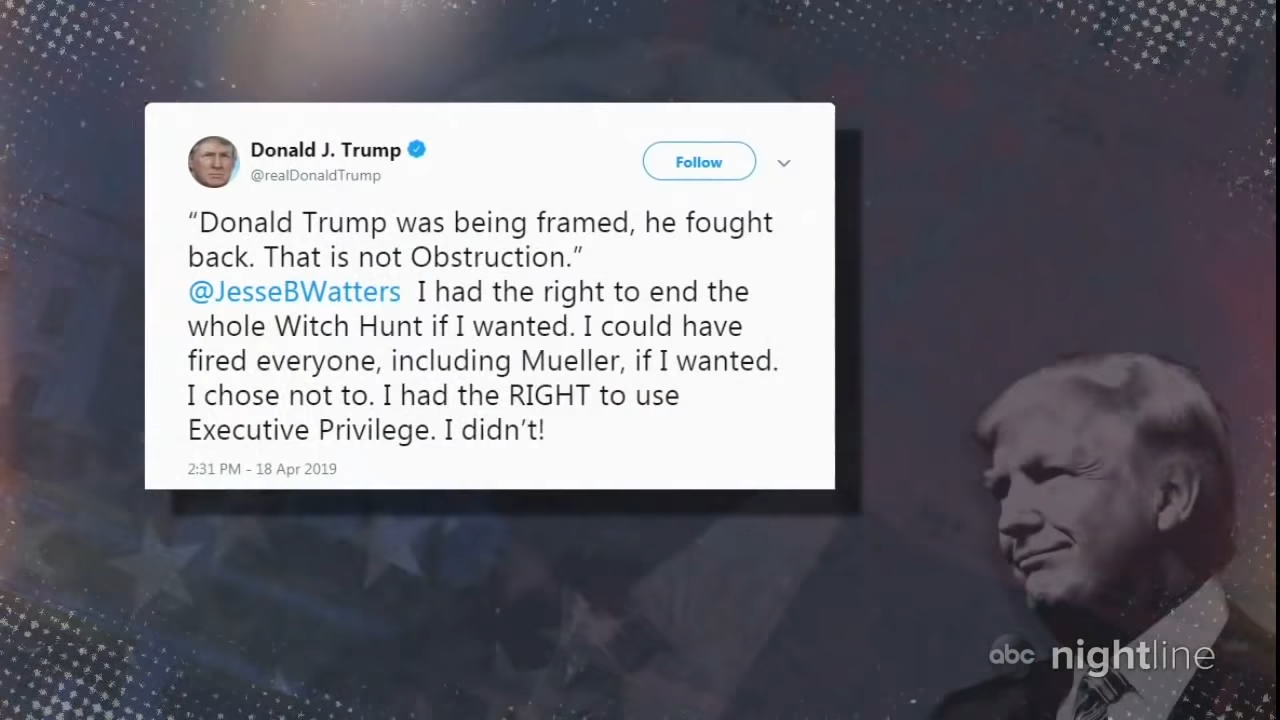 Donald J. Trump
@realDonaldTrump
Follow
“Donald Trump was being framed, he fought
back. That is not Obstruction.”
@JesseBWatters I had the right to end the
whole Witch Hunt if I wanted. I could have
fired everyone, including Mueller, if I wanted.
I chose not to. I had the RIGHT to use
Executive Privilege. I didn’t!
2:31 PM - 18 Apr 2019
abc nightline